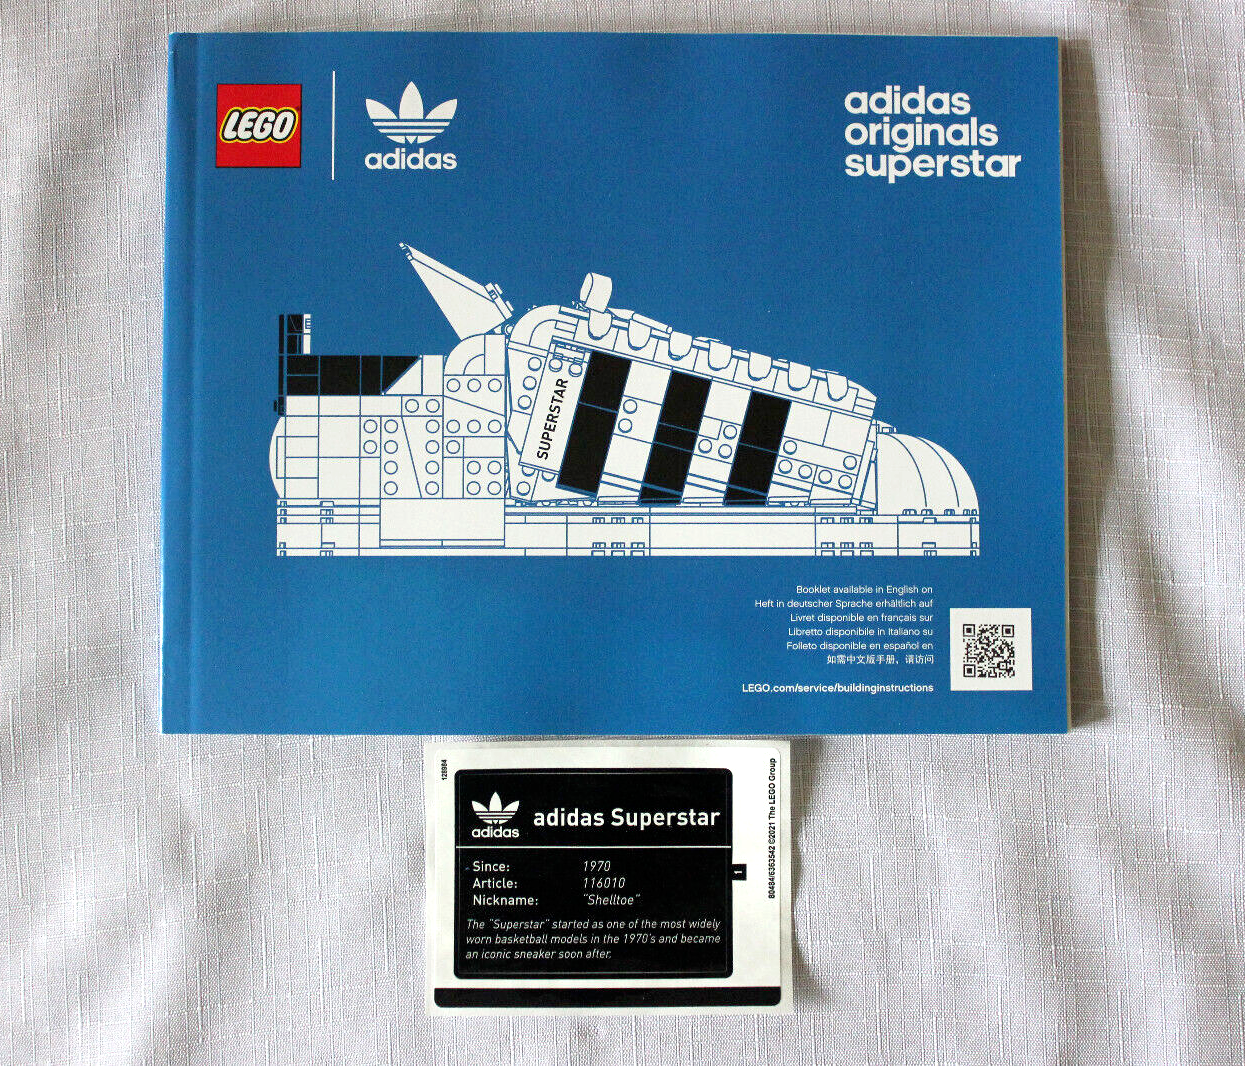 LEGO
adidas
adidas
originals
superstar
SUPERSTAR
Booklet available in English on
Heft in deutscher Sprache erhältlich auf
Livret disponible en français sur
Libretto disponibile in Italiano su
Folleto disponible en español en
如需中文版手册，请访问
LEGO.com/service/buildinginstructions
128984
adidas
adidas Superstar
Since: 1970
Article: 116010
Nickname: "Shelltoe"
The "Superstar" started as one of the most widely
worn basketball models in the 1970's and became
an iconic sneaker soon after.
1
80484/6363542 ©2021 The LEGO Group